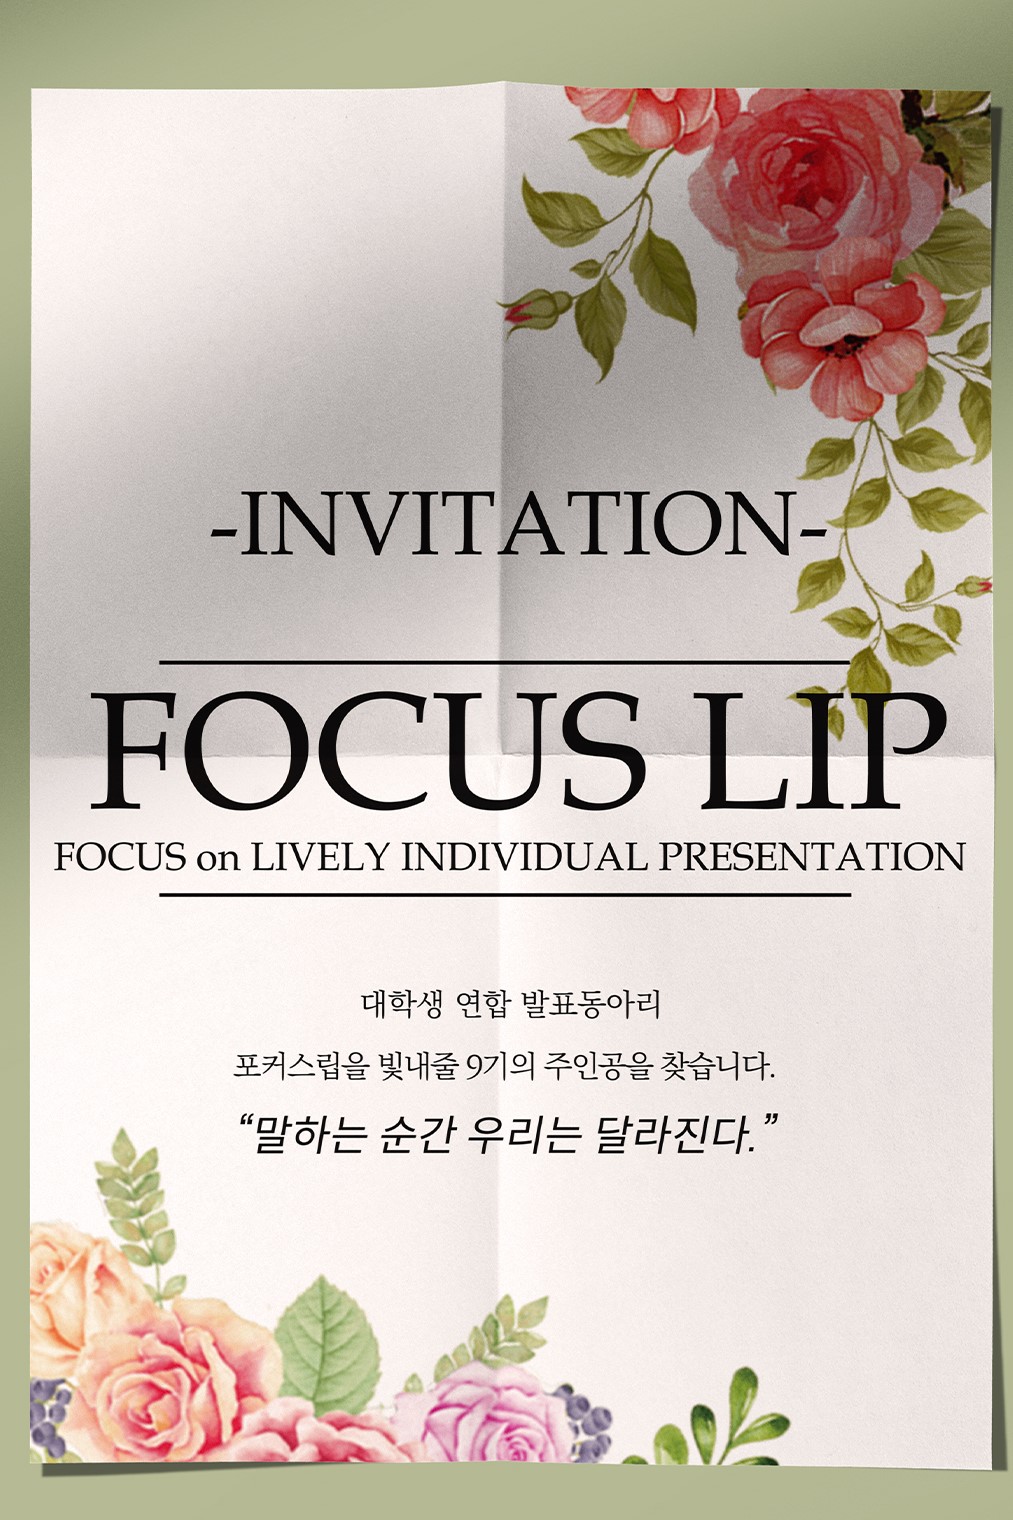 -INVITATION-
FOCUS LIP
FOCUS on LIVELY INDIVIDUAL PRESENTATION
대학생 연합 발표동아리
포커스립을 빛내줄 9기의 주인공을 찾습니다.
“말하는 순간 우리는 달라진다.”